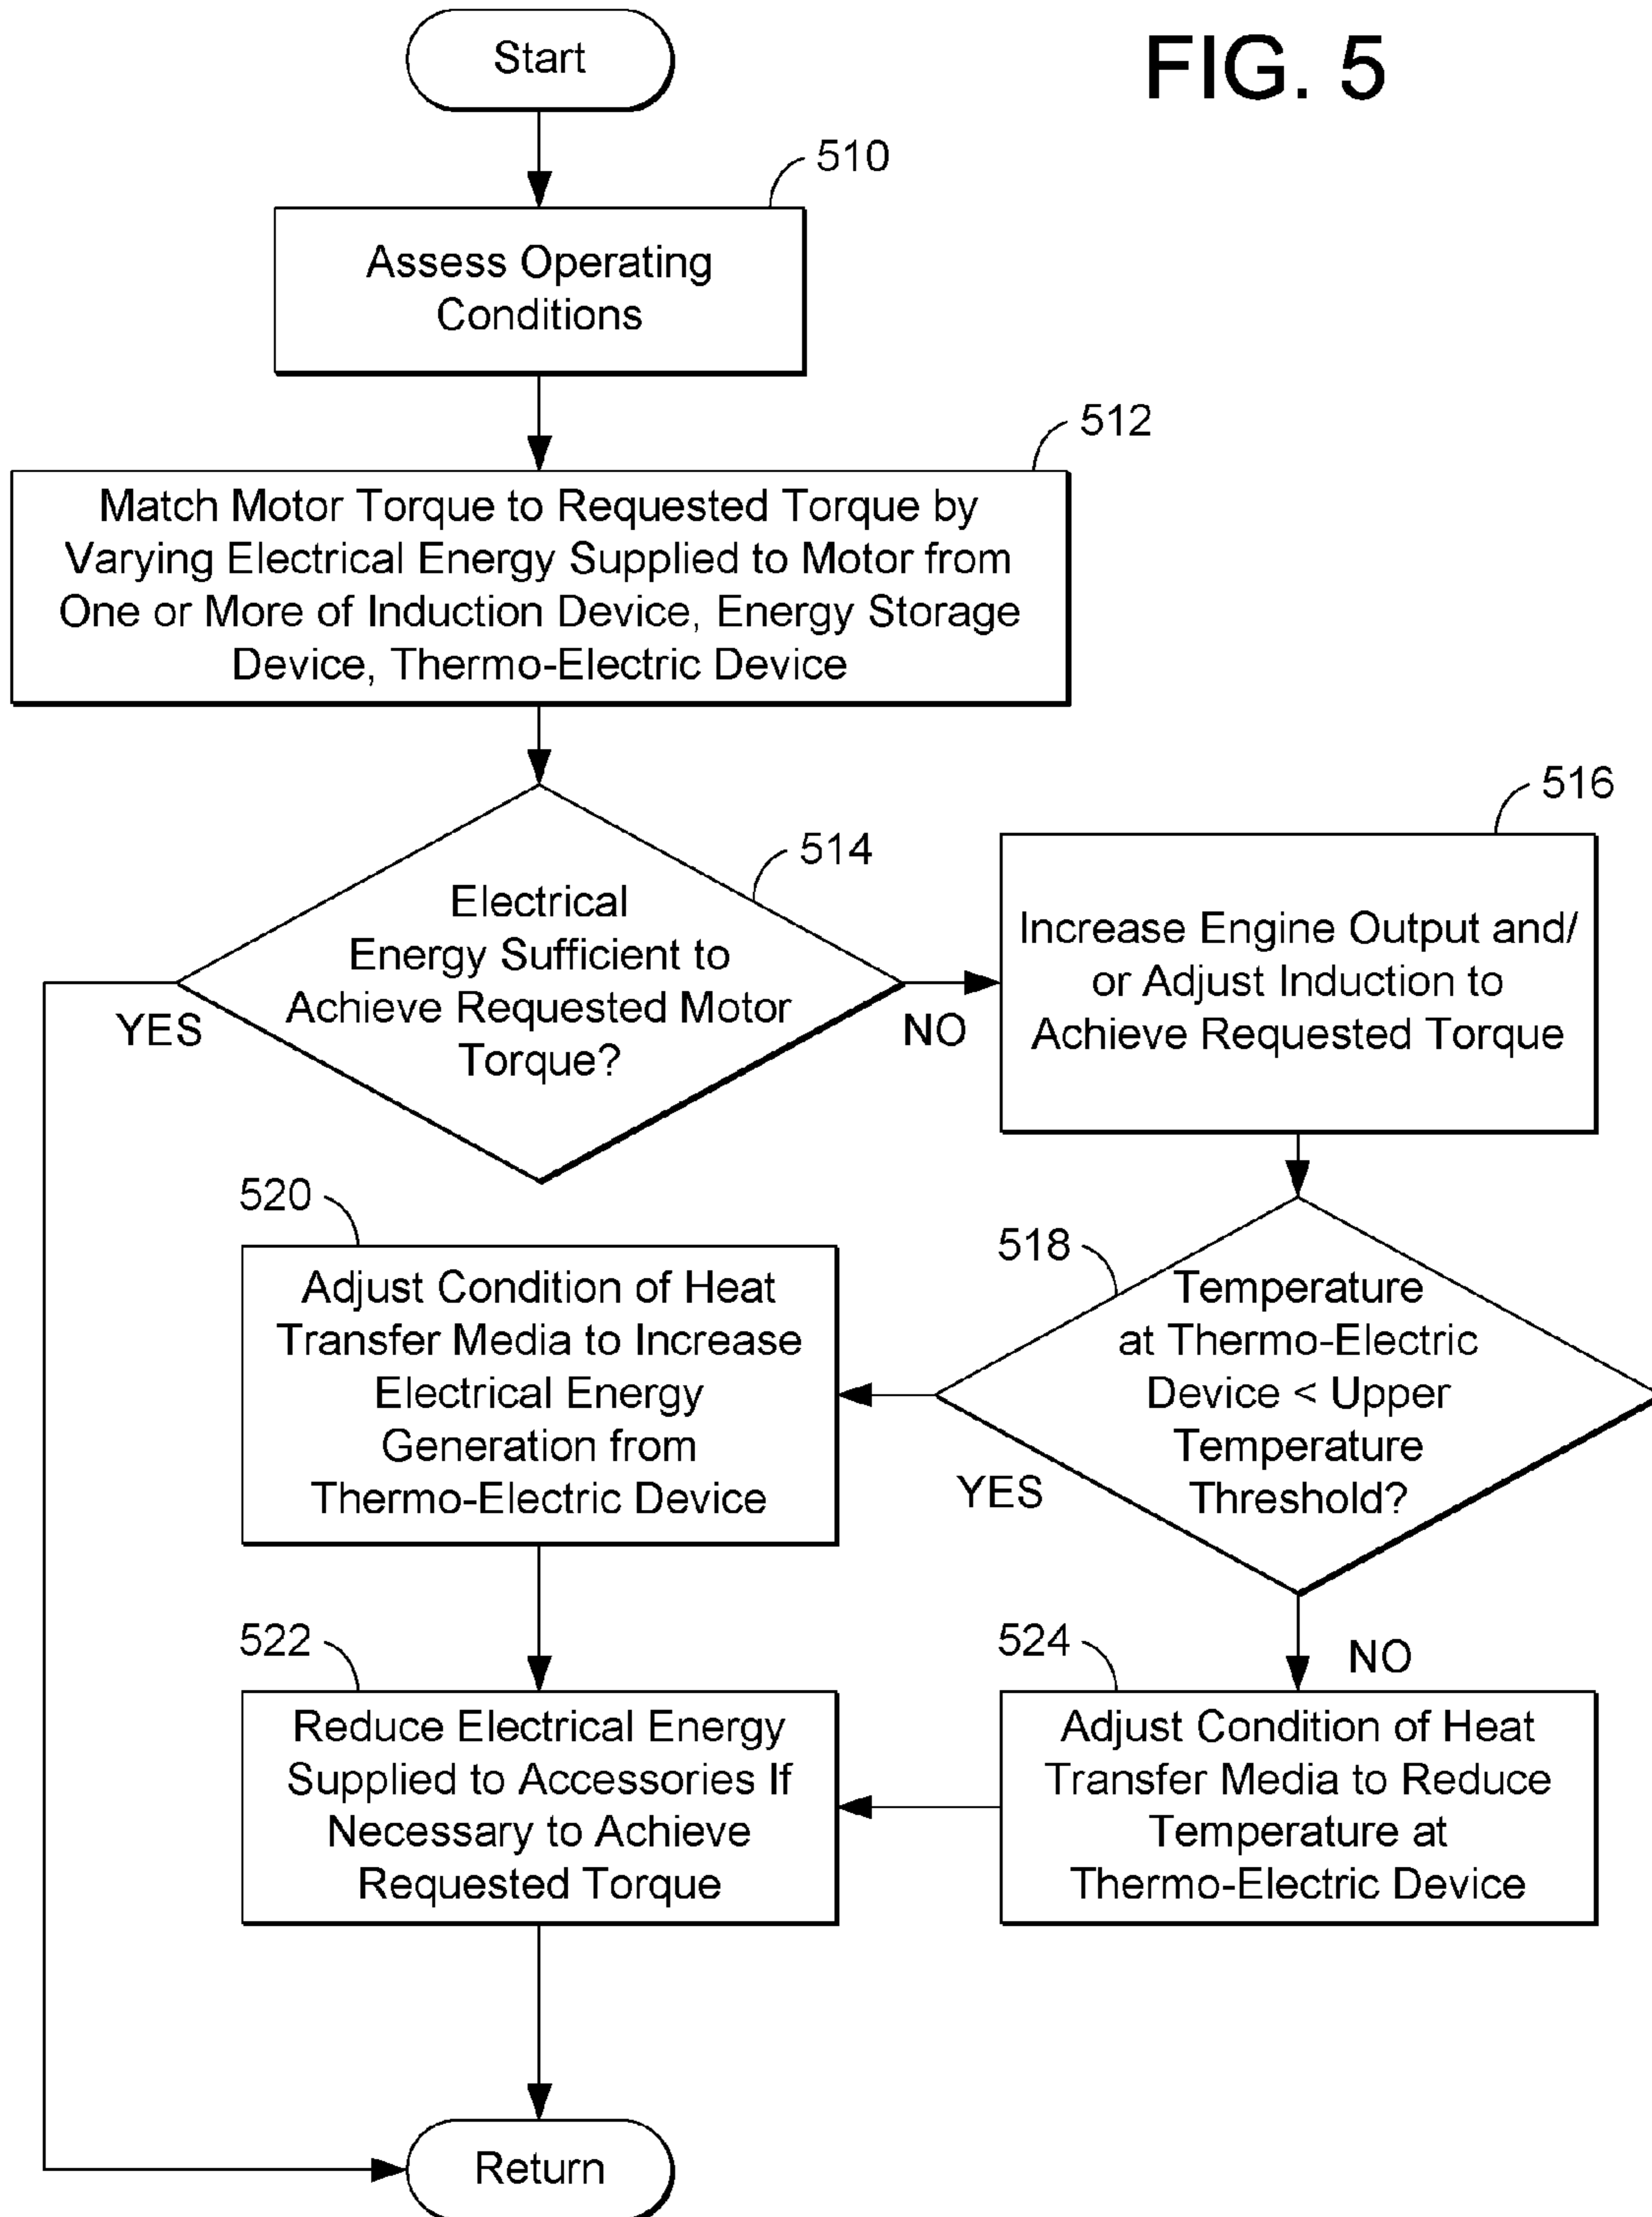 FIG. 5
Start
510
Assess Operating
Conditions
512
Match Motor Torque to Requested Torque by
Varying Electrical Energy Supplied to Motor from
One or More of Induction Device, Energy Storage
Device, Thermo-Electric Device
514
Electrical
Energy Sufficient to
Achieve Requested Motor
Torque?
YES
NO
516
Increase Engine Output and/
or Adjust Induction to
Achieve Requested Torque
518
Temperature
at Thermo-Electric
Device < Upper
Temperature
Threshold?
YES
NO
520
Adjust Condition of Heat
Transfer Media to Increase
Electrical Energy
Generation from
Thermo-Electric Device
522
Reduce Electrical Energy
Supplied to Accessories If
Necessary to Achieve
Requested Torque
524
Adjust Condition of Heat
Transfer Media to Reduce
Temperature at
Thermo-Electric Device
Return